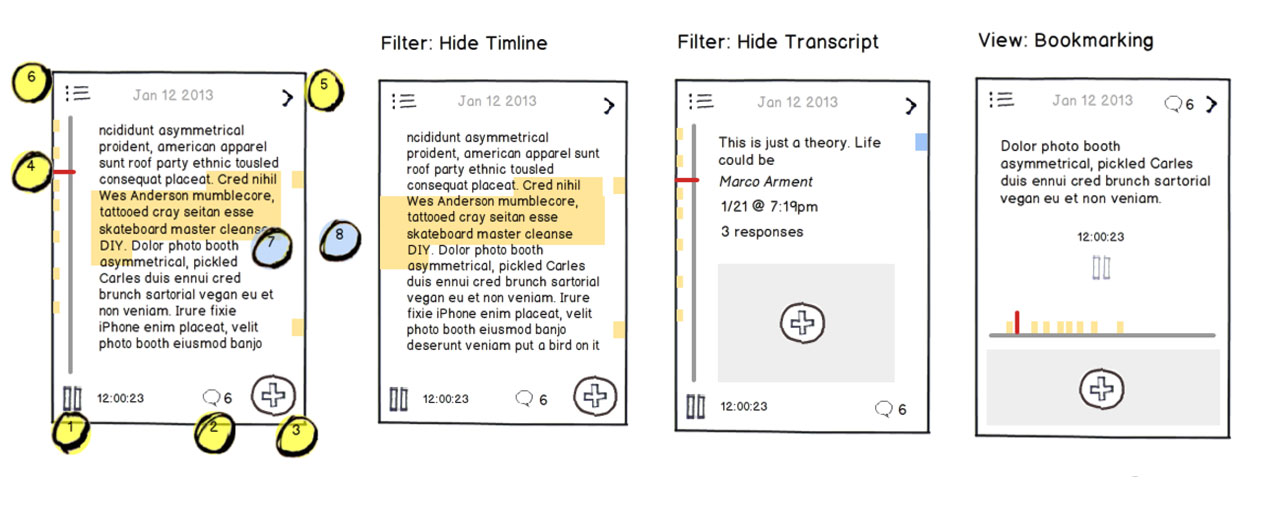 Filter: Hide Timline
Filter: Hide Transcript
View: Bookmarking
6
Jan 12 2013
5
ncididunt asymmetrical
proident, american apparel
sunt roof party ethnic tousled
4
consequat placeat. Cred nihil
Wes Anderson mumblecore,
tattooed cray seitan esse
skateboard master cleanse
7
8
DIY. Dolor photo booth
asymmetrical, pickled
Carles duis ennui cred
brunch sartorial vegan eu et
non veniam. Irure fixie
iPhone enim placeat, velit
photo booth eiusmod banjo
12:00:23
6
1
2
3
Jan 12 2013
ncididunt asymmetrical
proident, american apparel sunt
roof party ethnic tousled
consequat placeat. Cred nihil
Wes Anderson mumblecore,
tattooed cray seitan esse
skateboard master cleanse
DIY. Dolor photo booth
asymmetrical, pickled Carles
duis ennui cred brunch sartorial
vegan eu et non veniam. Irure
fixie iPhone enim placeat, velit
photo booth eiusmod banjo
deserunt veniam put a bird on it
12:00:23
6
Jan 12 2013
This is just a theory. Life
could be
Marco Arment
1/21 @ 7:19pm
3 responses
12:00:23
6
Jan 12 2013
6
Dolor photo booth
asymmetrical, pickled Carles
duis ennui cred brunch sartorial
vegan eu et non veniam.
12:00:23